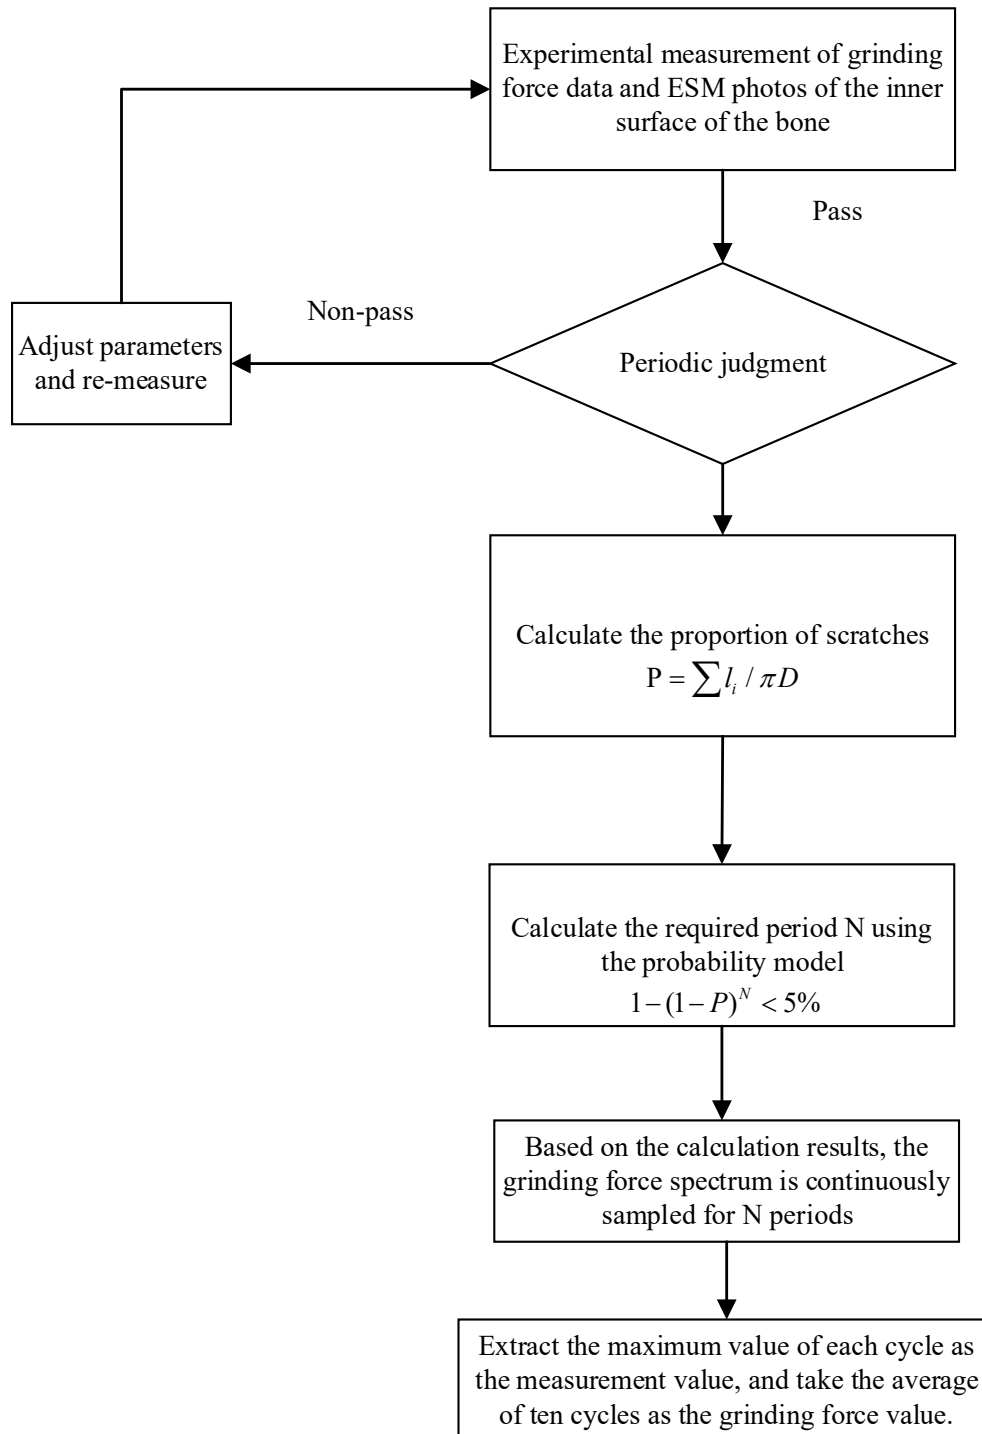 Experimental measurement of grinding
force data and ESM photos of the inner
surface of the bone
Pass
Non-pass
Adjust parameters
and re-measure
Periodic judgment
Calculate the proportion of scratches
P = ∑ lᵢ / πD
Calculate the required period N using
the probability model
1−(1−P)ᴺ < 5%
Based on the calculation results, the
grinding force spectrum is continuously
sampled for N periods
Extract the maximum value of each cycle as
the measurement value, and take the average
of ten cycles as the grinding force value.